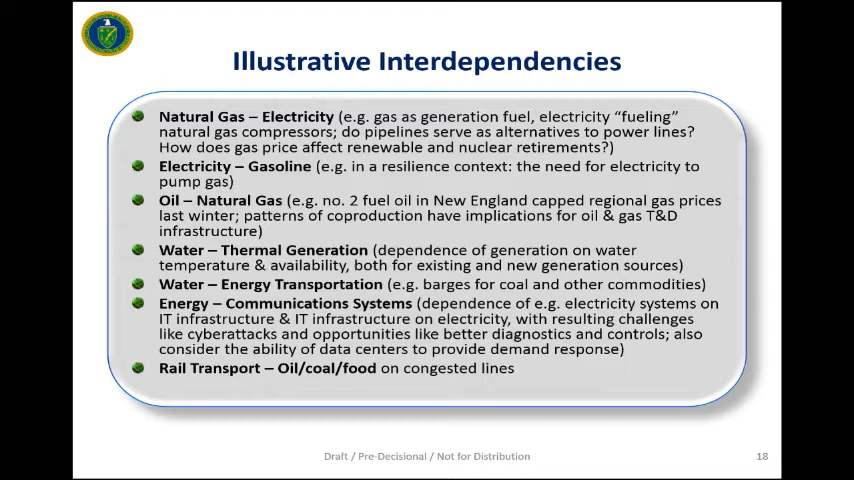 Illustrative Interdependencies
Natural Gas – Electricity (e.g. gas as generation fuel, electricity “fueling”
natural gas compressors; do pipelines serve as alternatives to power lines?
How does gas price affect renewable and nuclear retirements?)
Electricity – Gasoline (e.g. in a resilience context: the need for electricity to
pump gas)
Oil – Natural Gas (e.g. no. 2 fuel oil in New England capped regional gas prices
last winter; patterns of coproduction have implications for oil & gas T&D
infrastructure)
Water – Thermal Generation (dependence of generation on water
temperature & availability, both for existing and new generation sources)
Water – Energy Transportation (e.g. barges for coal and other commodities)
Energy – Communications Systems (dependence of e.g. electricity systems on
IT infrastructure & IT infrastructure on electricity, with resulting challenges
like cyberattacks and opportunities like better diagnostics and controls; also
consider the ability of data centers to provide demand response)
Rail Transport – Oil/coal/food on congested lines
Draft / Pre-Decisional / Not for Distribution
18